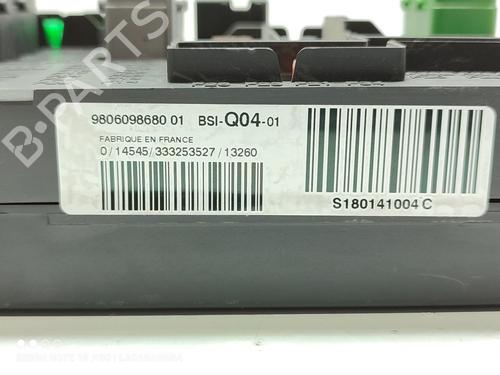 B-PARTS
9806098680 01 BSI-Q04-01
FABRIQUE EN FRANCE
0/14545/333253527/13260
S180141004 C